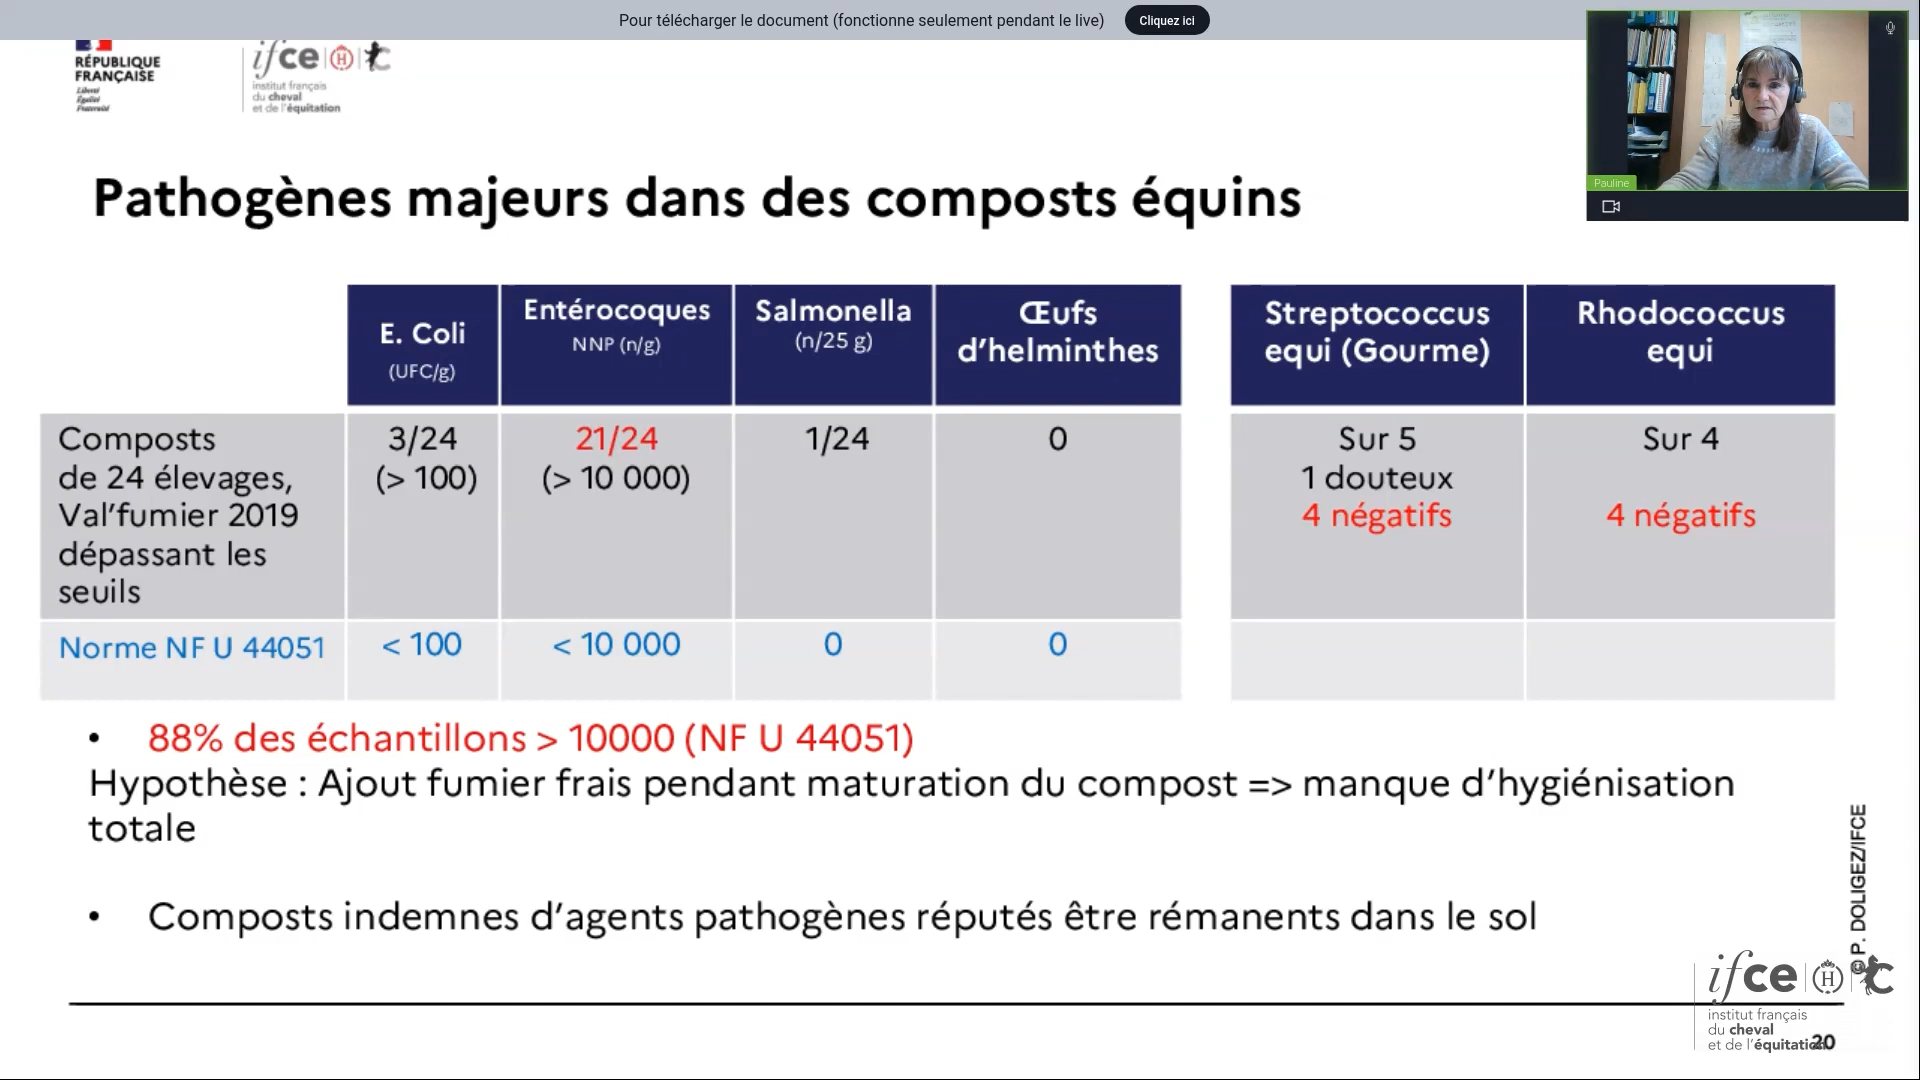 Pour télécharger le document (fonctionne seulement pendant le live)
Cliquez ici
RÉPUBLIQUE
FRANÇAISE
Liberté
Égalité
Fraternité
ifce
institut français
du cheval
et de l'équitation
Pauline
Pathogènes majeurs dans des composts équins
E. Coli
(UFC/g)
Entérocoques
NNP (n/g)
Salmonella
(n/25 g)
Œufs
d'helminthes
Streptococcus
equi (Gourme)
Rhodococcus
equi
Composts
de 24 élevages,
Val'fumier 2019
dépassant les
seuils
3/24
(> 100)
21/24
(> 10 000)
1/24
0
Sur 5
1 douteux
4 négatifs
Sur 4
4 négatifs
Norme NF U 44051
< 100
< 10 000
0
0
• 88% des échantillons > 10000 (NF U 44051)
Hypothèse : Ajout fumier frais pendant maturation du compost => manque d'hygiénisation
totale
• Composts indemnes d'agents pathogènes réputés être rémanents dans le sol
© P. DOLIGEZ/IFCE
ifce
institut français
du cheval
et de l'équitation
20